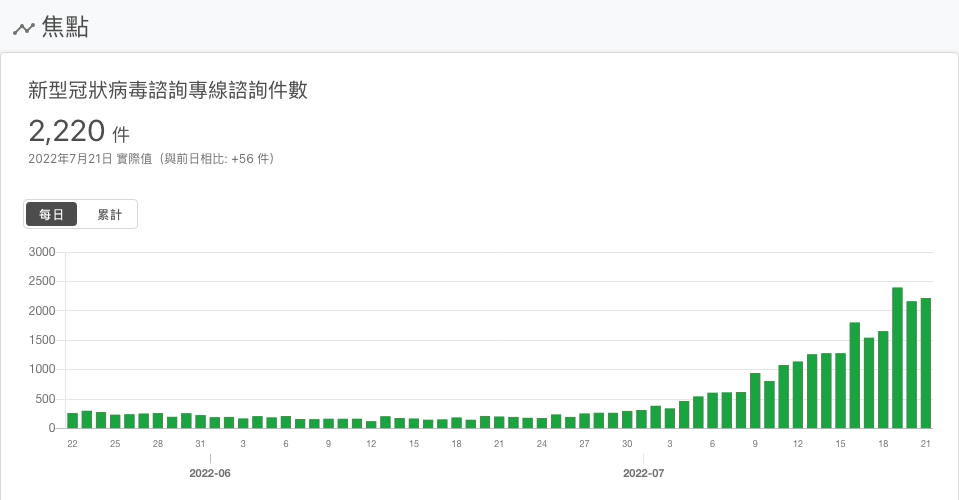 焦點
新型冠狀病毒諮詢專線諮詢件數
2,220 件
2022年7月21日 實際值（與前日相比: +56 件）
每日 累計
3000
2500
2000
1500
1000
500
0
22 25 28 31 3 6 9 12 15 18 21 24 27 30 3 6 9 12 15 18 21
2022-06 2022-07